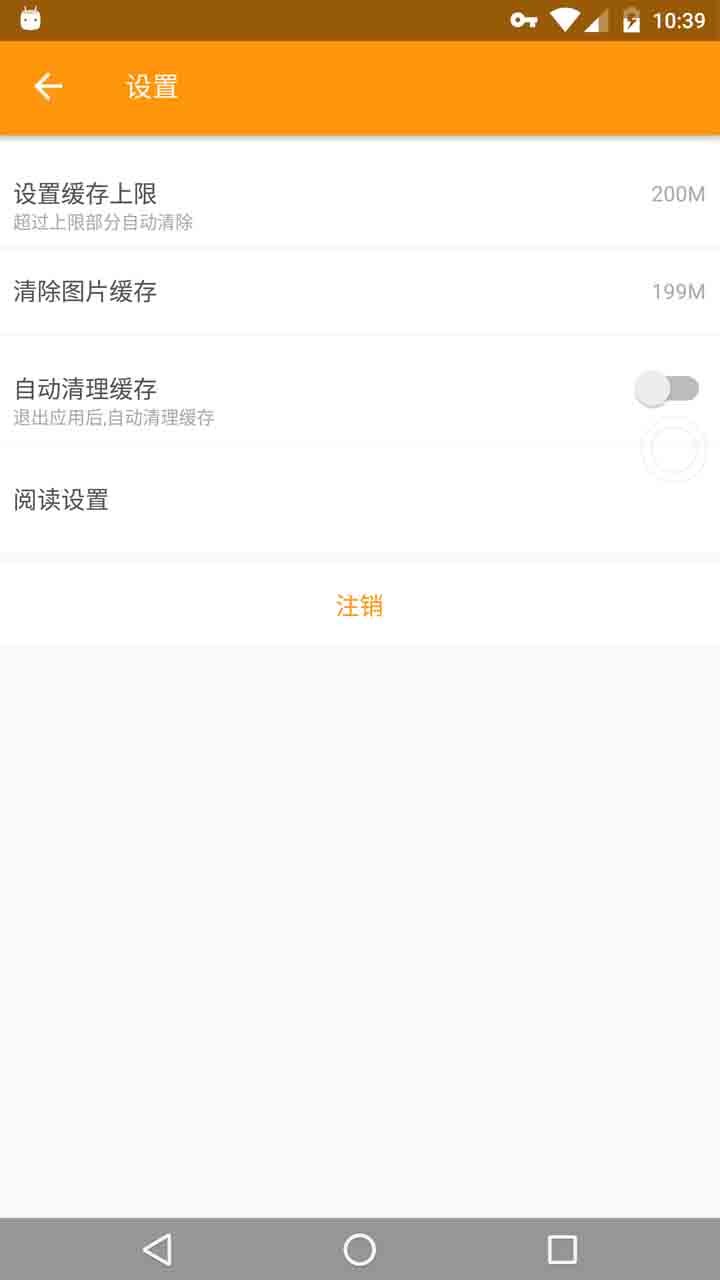 10:39
设置
设置缓存上限
200M
超过上限部分自动清除
清除图片缓存
199M
自动清理缓存
退出应用后,自动清理缓存
阅读设置
注销